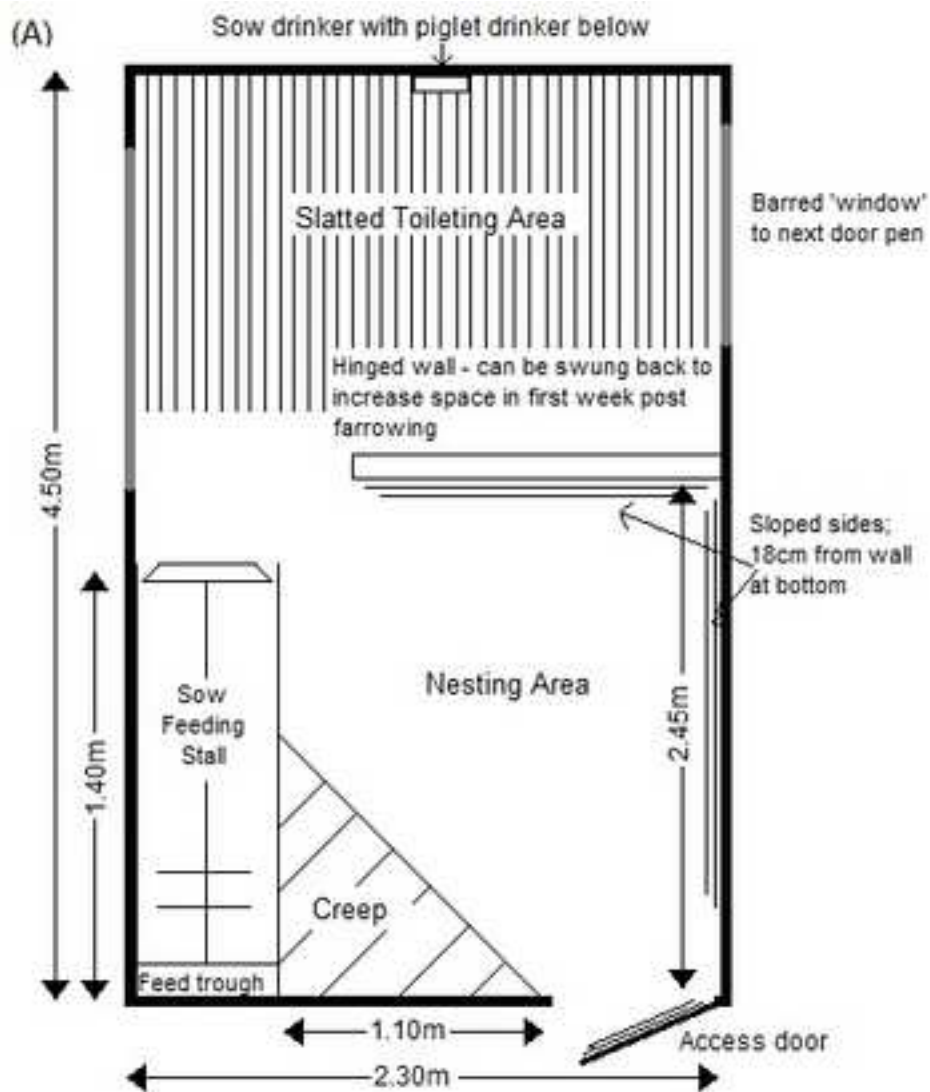 (A)
Sow drinker with piglet drinker below
Slatted Toileting Area
Barred 'window'
to next door pen
Hinged wall - can be swung back to
increase space in first week post
farrowing
4.50m
Sloped sides;
18cm from wall
at bottom
Nesting Area
Sow
Feeding
Stall
2.45m
1.40m
Creep
Feed trough
1.10m
Access door
2.30m